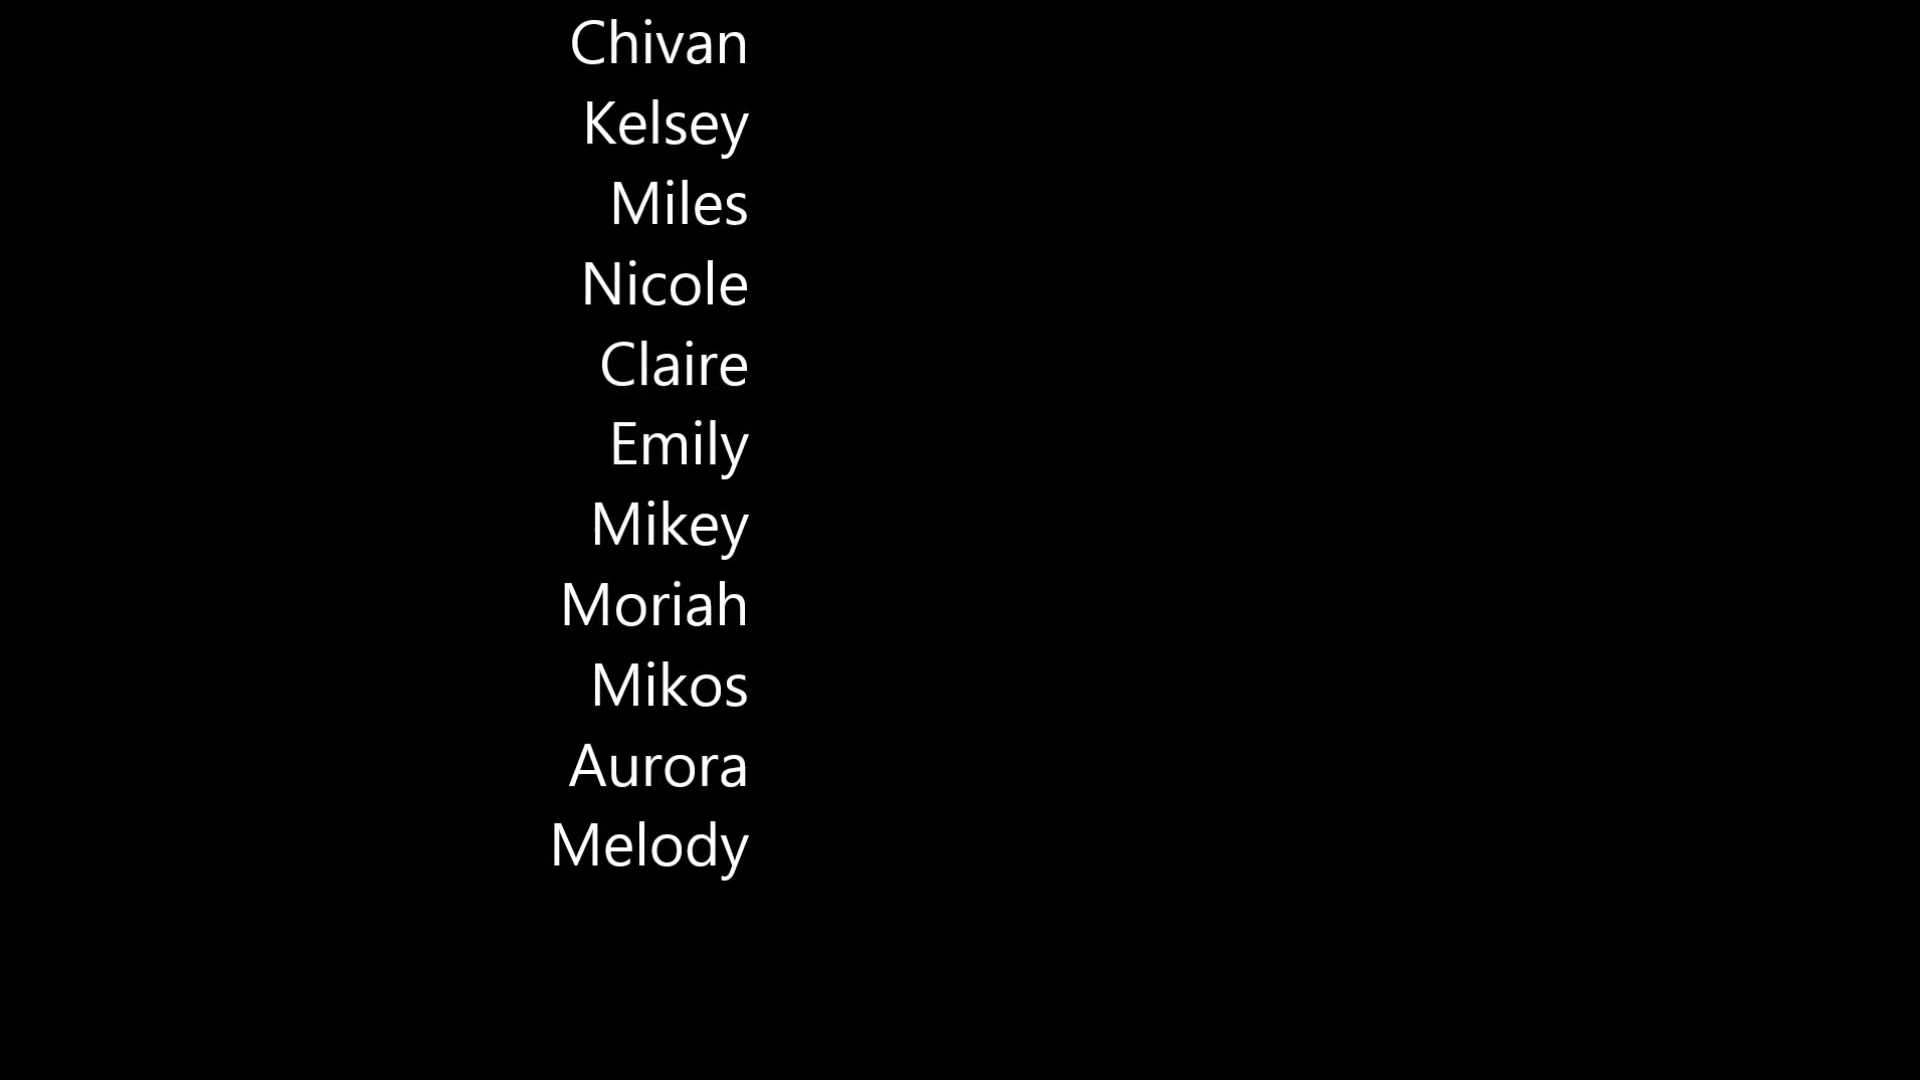 Chivan
Kelsey
Miles
Nicole
Claire
Emily
Mikey
Moriah
Mikos
Aurora
Melody